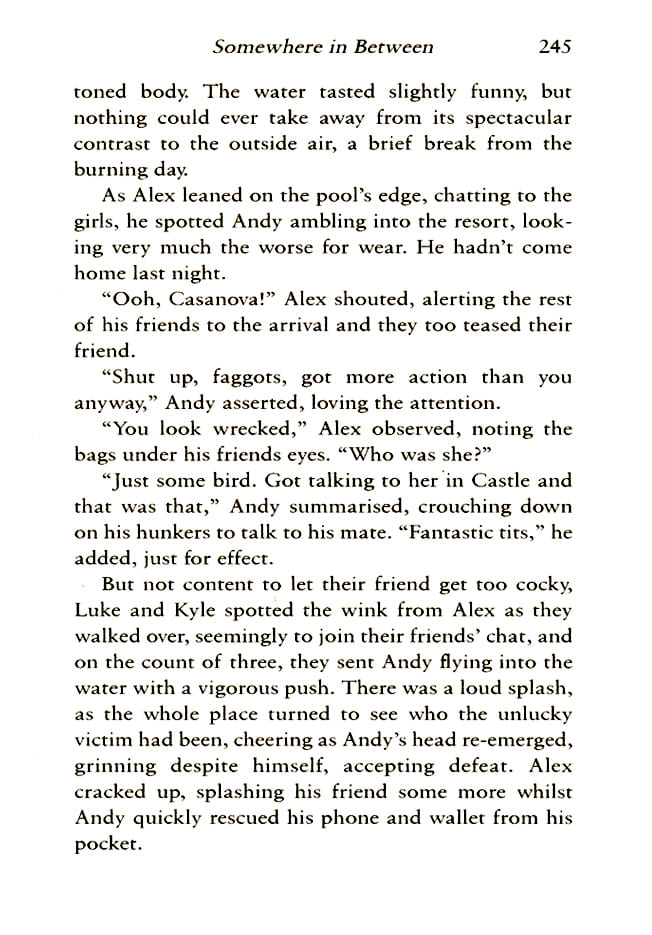 Somewhere in Between 245
toned body. The water tasted slightly funny, but
nothing could ever take away from its spectacular
contrast to the outside air, a brief break from the
burning day.
As Alex leaned on the pool's edge, chatting to the
girls, he spotted Andy ambling into the resort, look-
ing very much the worse for wear. He hadn't come
home last night.
“Ooh, Casanova!” Alex shouted, alerting the rest
of his friends to the arrival and they too teased their
friend.
“Shut up, faggots, got more action than you
anyway,” Andy asserted, loving the attention.
“You look wrecked,” Alex observed, noting the
bags under his friends eyes. “Who was she?”
“Just some bird. Got talking to her in Castle and
that was that,” Andy summarised, crouching down
on his hunkers to talk to his mate. “Fantastic tits,” he
added, just for effect.
But not content to let their friend get too cocky,
Luke and Kyle spotted the wink from Alex as they
walked over, seemingly to join their friends' chat, and
on the count of three, they sent Andy flying into the
water with a vigorous push. There was a loud splash,
as the whole place turned to see who the unlucky
victim had been, cheering as Andy's head re-emerged,
grinning despite himself, accepting defeat. Alex
cracked up, splashing his friend some more whilst
Andy quickly rescued his phone and wallet from his
pocket.